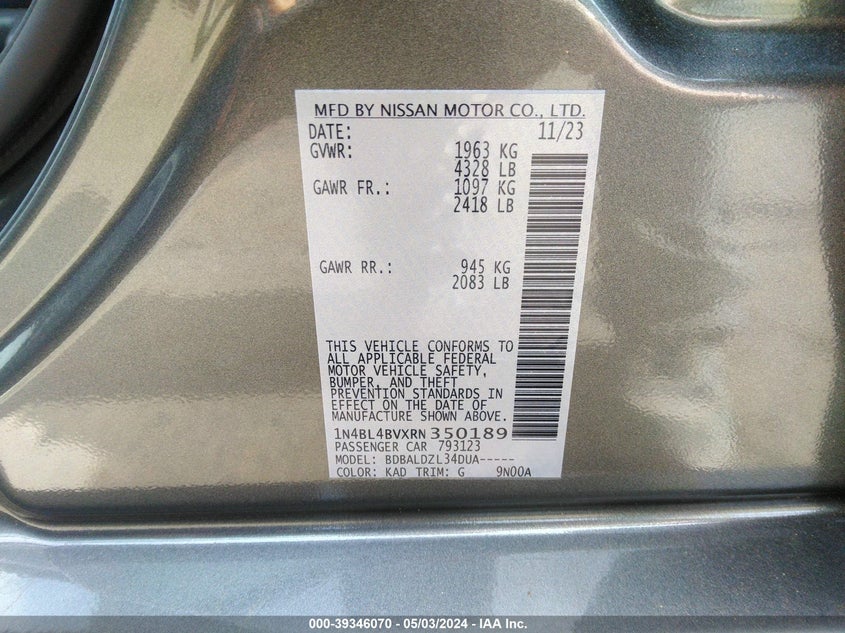 MFD BY NISSAN MOTOR CO., LTD.
DATE: 11/23
GVWR: 1963 KG
4328 LB
GAWR FR.: 1097 KG
2418 LB
GAWR RR.: 945 KG
2083 LB
THIS VEHICLE CONFORMS TO
ALL APPLICABLE FEDERAL
MOTOR VEHICLE SAFETY,
BUMPER, AND THEFT
PREVENTION STANDARDS IN
EFFECT ON THE DATE OF
MANUFACTURE SHOWN ABOVE.
1N4BL4BVXRN350189
PASSENGER CAR 793123
MODEL: BDBALDZL34DUA-----
COLOR: KAD TRIM: G 9N00A
000-39346070 — 05/03/2024 — IAA Inc.